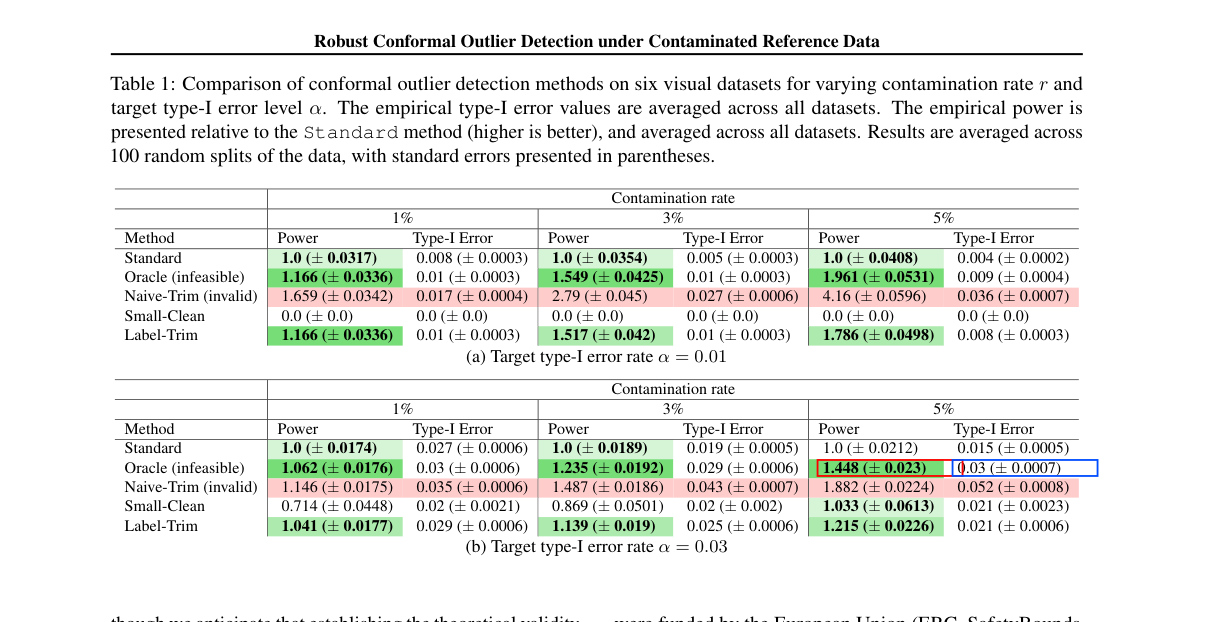 Robust Conformal Outlier Detection under Contaminated Reference Data
Table 1: Comparison of conformal outlier detection methods on six visual datasets for varying contamination rate r and
target type-I error level α. The empirical type-I error values are averaged across all datasets. The empirical power is
presented relative to the Standard method (higher is better), and averaged across all datasets. Results are averaged across
100 random splits of the data, with standard errors presented in parentheses.
Contamination rate
1% 3% 5%
Method Power Type-I Error Power Type-I Error Power Type-I Error
Standard 1.0 (± 0.0317) 0.008 (± 0.0003) 1.0 (± 0.0354) 0.005 (± 0.0003) 1.0 (± 0.0408) 0.004 (± 0.0002)
Oracle (infeasible) 1.166 (± 0.0336) 0.01 (± 0.0003) 1.549 (± 0.0425) 0.01 (± 0.0003) 1.961 (± 0.0531) 0.009 (± 0.0004)
Naive-Trim (invalid) 1.659 (± 0.0342) 0.017 (± 0.0004) 2.79 (± 0.045) 0.027 (± 0.0006) 4.16 (± 0.0596) 0.036 (± 0.0007)
Small-Clean 0.0 (± 0.0) 0.0 (± 0.0) 0.0 (± 0.0) 0.0 (± 0.0) 0.0 (± 0.0) 0.0 (± 0.0)
Label-Trim 1.166 (± 0.0336) 0.01 (± 0.0003) 1.517 (± 0.042) 0.01 (± 0.0003) 1.786 (± 0.0498) 0.008 (± 0.0003)
(a) Target type-I error rate α = 0.01
Contamination rate
1% 3% 5%
Method Power Type-I Error Power Type-I Error Power Type-I Error
Standard 1.0 (± 0.0174) 0.027 (± 0.0006) 1.0 (± 0.0189) 0.019 (± 0.0005) 1.0 (± 0.0212) 0.015 (± 0.0005)
Oracle (infeasible) 1.062 (± 0.0176) 0.03 (± 0.0006) 1.235 (± 0.0192) 0.029 (± 0.0006) 1.448 (± 0.023) 0.03 (± 0.0007)
Naive-Trim (invalid) 1.146 (± 0.0175) 0.035 (± 0.0006) 1.487 (± 0.0186) 0.043 (± 0.0007) 1.882 (± 0.0224) 0.052 (± 0.0008)
Small-Clean 0.714 (± 0.0448) 0.02 (± 0.0021) 0.869 (± 0.0501) 0.02 (± 0.002) 1.033 (± 0.0613) 0.021 (± 0.0023)
Label-Trim 1.041 (± 0.0177) 0.029 (± 0.0006) 1.139 (± 0.019) 0.025 (± 0.0006) 1.215 (± 0.0226) 0.021 (± 0.0006)
(b) Target type-I error rate α = 0.03
though we anticipate that establishing the theoretical validity were funded by the European Union (ERC, SafetyBounds,